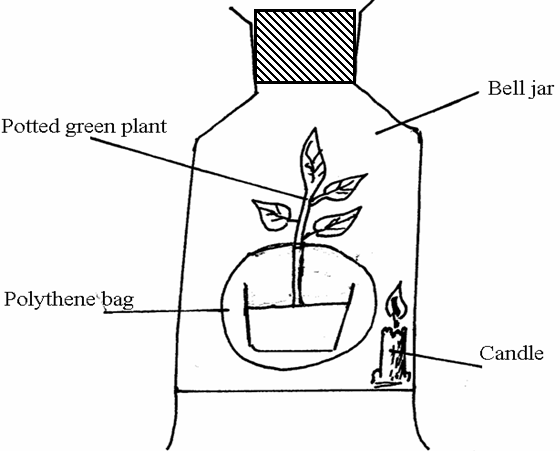 Bell jar
Potted green plant
Polythene bag
Candle